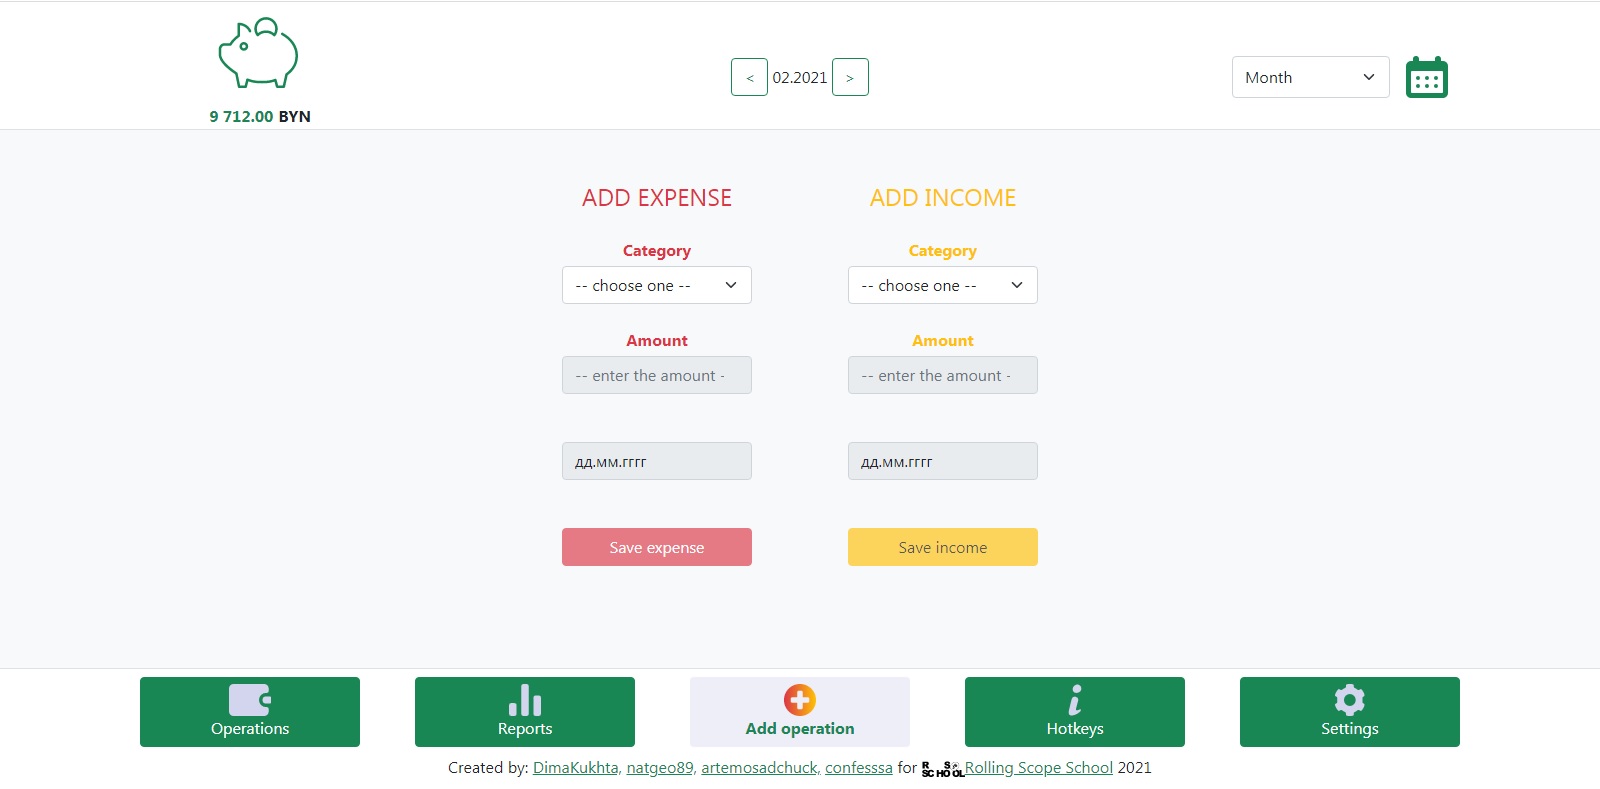 9 712.00 BYN
< 02.2021 >
Month
ADD EXPENSE
Category
-- choose one --
Amount
-- enter the amount -
дд.мм.гггг
Save expense
ADD INCOME
Category
-- choose one --
Amount
-- enter the amount -
дд.мм.гггг
Save income
Operations
Reports
Add operation
Hotkeys
Settings
Created by: DimaKukhta, natgeo89, artemosadchuck, confesssa for RS SCHOOL Rolling Scope School 2021